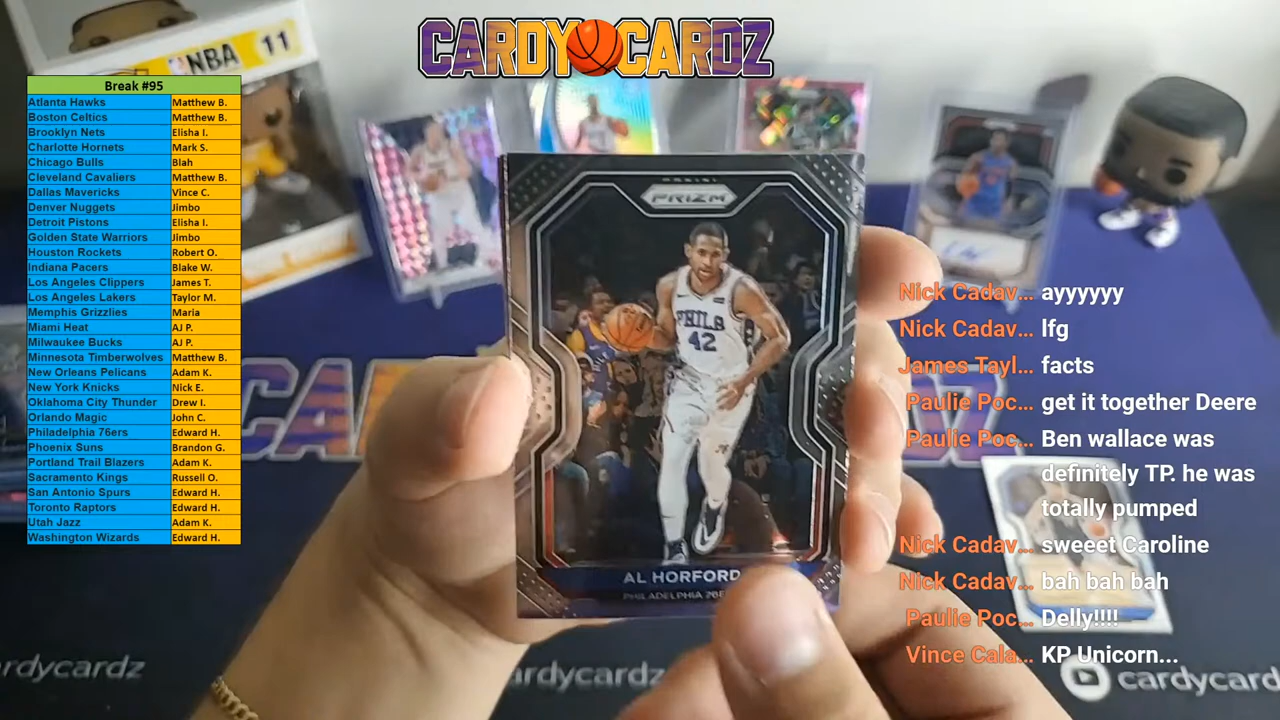 CARDY CARDZ
NBA 11
Break #95
Atlanta Hawks Matthew B.
Boston Celtics Matthew B.
Brooklyn Nets Elisha I.
Charlotte Hornets Mark S.
Chicago Bulls Blah
Cleveland Cavaliers Matthew B.
Dallas Mavericks Vince C.
Denver Nuggets Jimbo
Detroit Pistons Elisha I.
Golden State Warriors Jimbo
Houston Rockets Robert O.
Indiana Pacers Blake W.
Los Angeles Clippers James T.
Los Angeles Lakers Taylor M.
Memphis Grizzlies Maria
Miami Heat AJ P.
Milwaukee Bucks AJ P.
Minnesota Timberwolves Matthew B.
New Orleans Pelicans Adam K.
New York Knicks Nick E.
Oklahoma City Thunder Drew I.
Orlando Magic John C.
Philadelphia 76ers Edward H.
Phoenix Suns Brandon G.
Portland Trail Blazers Adam K.
Sacramento Kings Russell O.
San Antonio Spurs Edward H.
Toronto Raptors Edward H.
Utah Jazz Adam K.
Washington Wizards Edward H.
PANINI
PRIZM
PHILA
42
AL HORFORD
PHILADELPHIA 76E
Nick Cadav... ayyyyyy
Nick Cadav... lfg
James Tayl... facts
Paulie Poc... get it together Deere
Paulie Poc... Ben wallace was
definitely TP. he was
totally pumped
Nick Cadav... sweeet Caroline
Nick Cadav... bah bah bah
Paulie Poc... Delly!!!!
Vince Cala... KP Unicorn...
ardycardz
cardycardz
cardycard